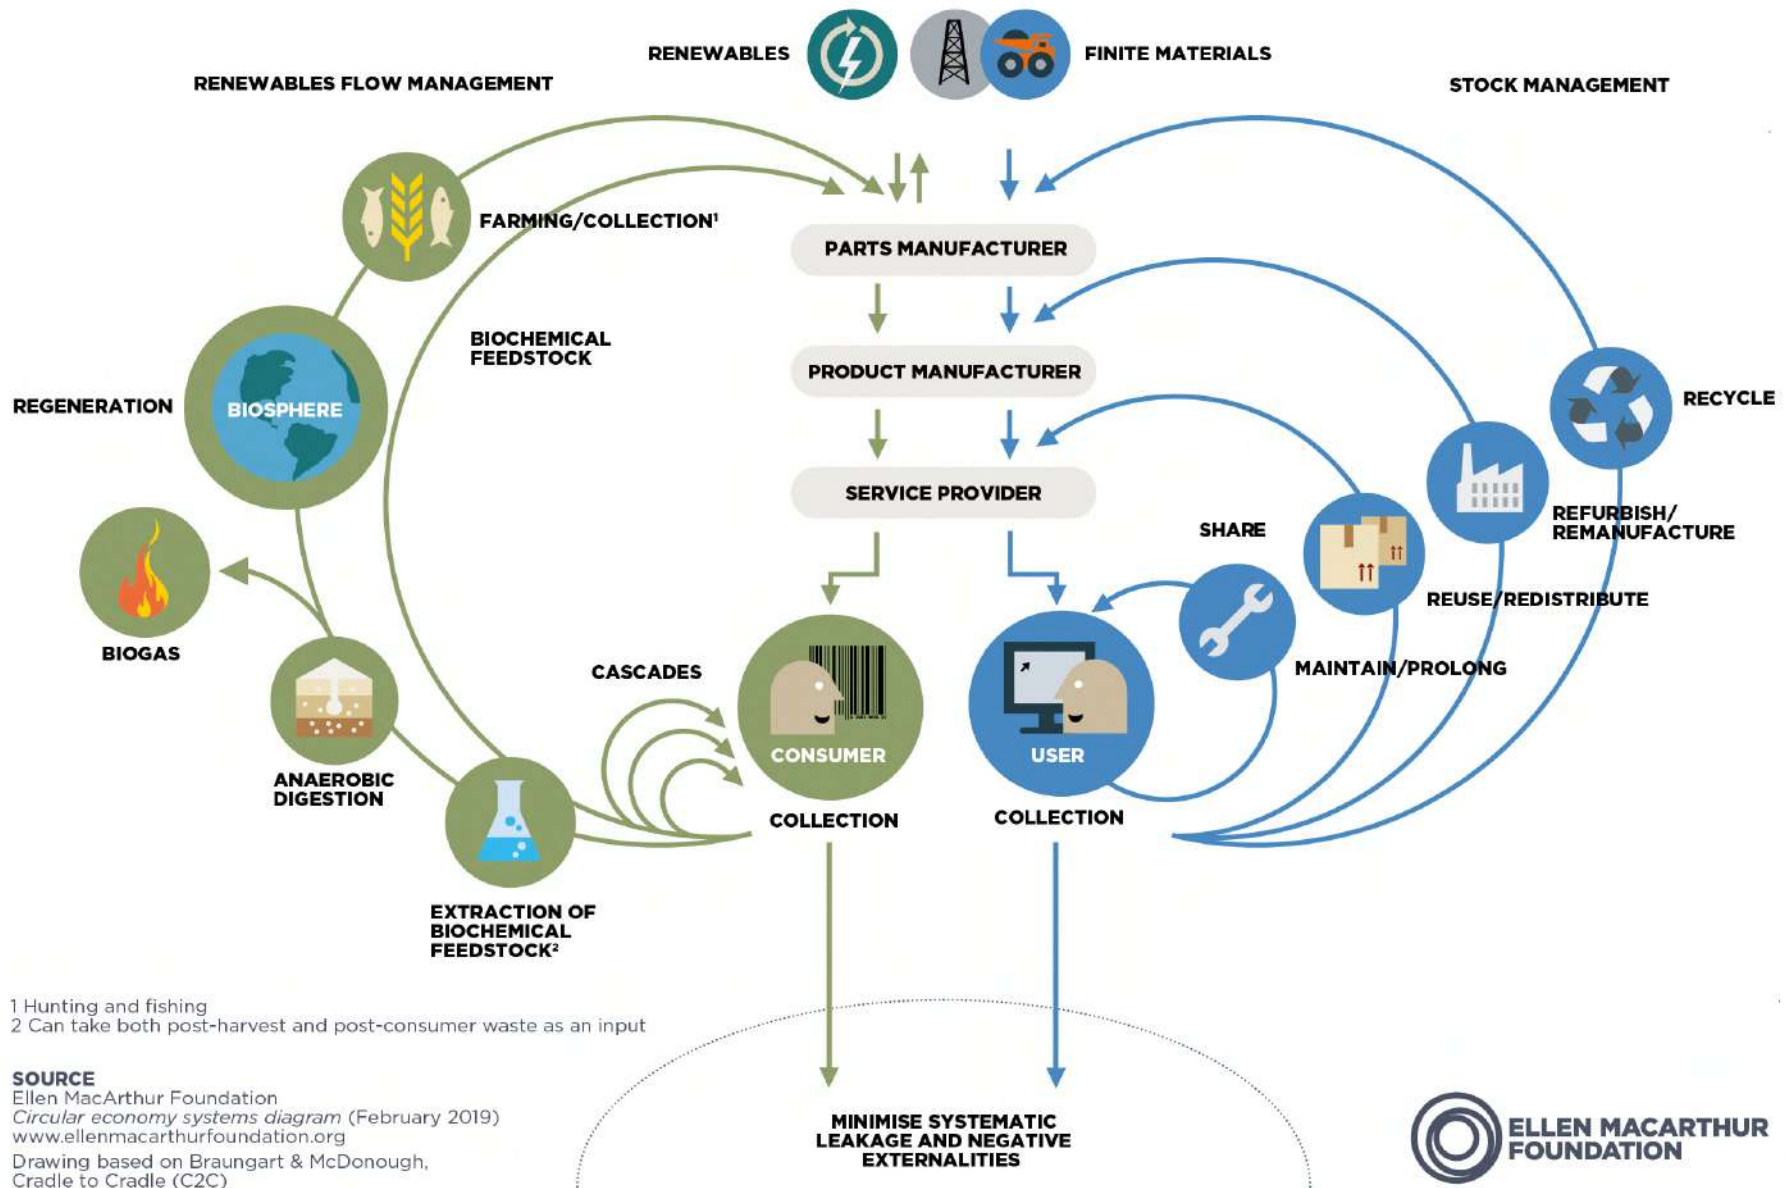 RENEWABLES
FINITE MATERIALS
RENEWABLES FLOW MANAGEMENT
STOCK MANAGEMENT
FARMING/COLLECTION¹
PARTS MANUFACTURER
BIOCHEMICAL
FEEDSTOCK
PRODUCT MANUFACTURER
REGENERATION
BIOSPHERE
RECYCLE
SERVICE PROVIDER
SHARE
REFURBISH/
REMANUFACTURE
REUSE/REDISTRIBUTE
BIOGAS
CASCADES
MAINTAIN/PROLONG
CONSUMER
USER
ANAEROBIC
DIGESTION
COLLECTION
COLLECTION
EXTRACTION OF
BIOCHEMICAL
FEEDSTOCK²
1 Hunting and fishing
2 Can take both post-harvest and post-consumer waste as an input
SOURCE
Ellen MacArthur Foundation
Circular economy systems diagram (February 2019)
www.ellenmacarthurfoundation.org
Drawing based on Braungart & McDonough,
Cradle to Cradle (C2C)
MINIMISE SYSTEMATIC
LEAKAGE AND NEGATIVE
EXTERNALITIES
ELLEN MACARTHUR
FOUNDATION